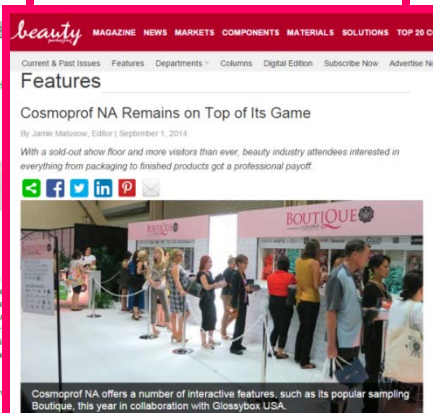 beauty
packaging
MAGAZINE NEWS MARKETS COMPONENTS MATERIALS SOLUTIONS TOP 20 CO
Current & Past Issues Features Departments Columns Digital Edition Subscribe Now Advertise N
Features
Cosmoprof NA Remains on Top of Its Game
By Jamie Matusow, Editor | September 1, 2014
With a sold-out show floor and more visitors than ever, beauty industry attendees interested in
everything from packaging to finished products got a professional payoff.
BOUTIQUE
BOUTIQUE
Cosmoprof NA offers a number of interactive features, such as its popular sampling
Boutique, this year in collaboration with Glossybox USA.